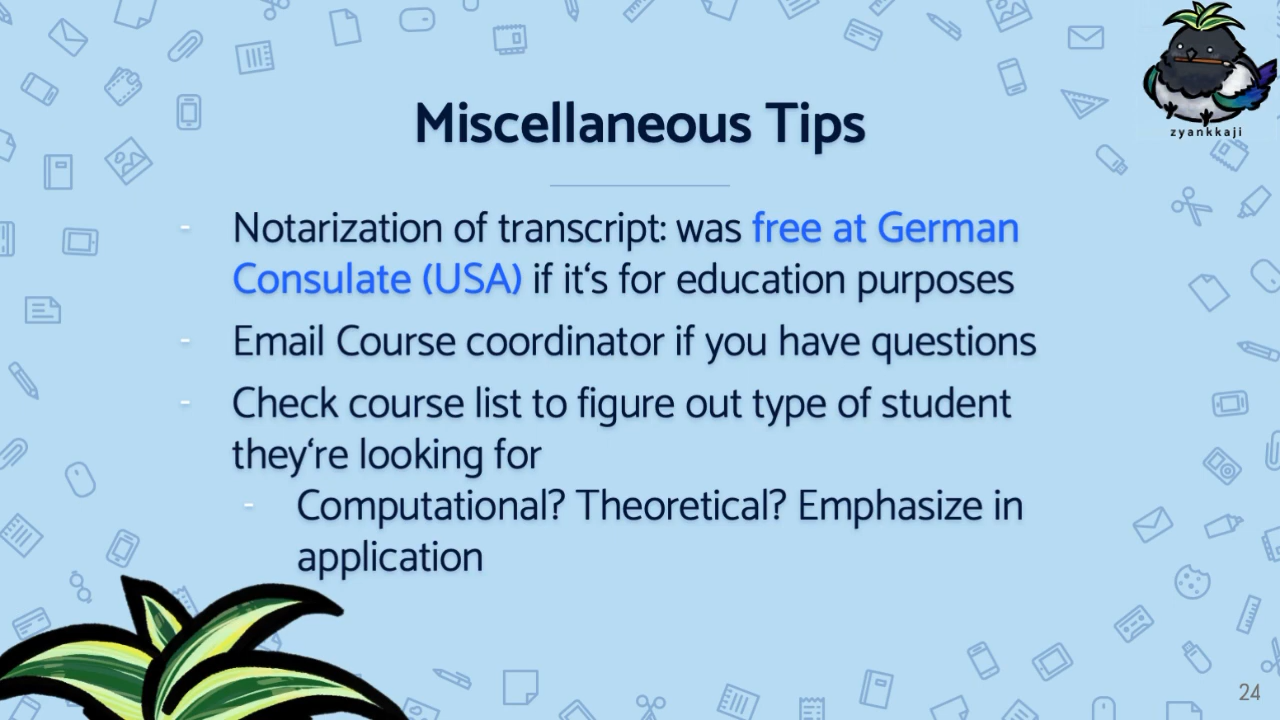 zyankkaji
Miscellaneous Tips
- Notarization of transcript: was free at German
Consulate (USA) if it‘s for education purposes
- Email Course coordinator if you have questions
- Check course list to figure out type of student
they‘re looking for
- Computational? Theoretical? Emphasize in
application
24